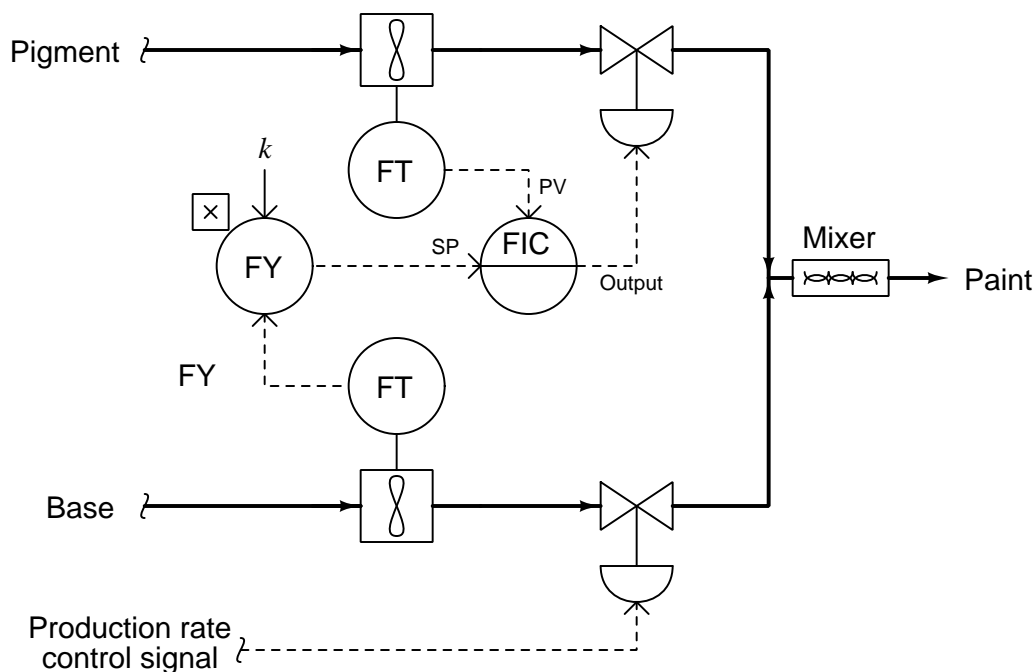 Pigment
k
FT
PV
×
FY
SP
FIC
Output
Mixer
Paint
FY
FT
Base
Production rate
control signal